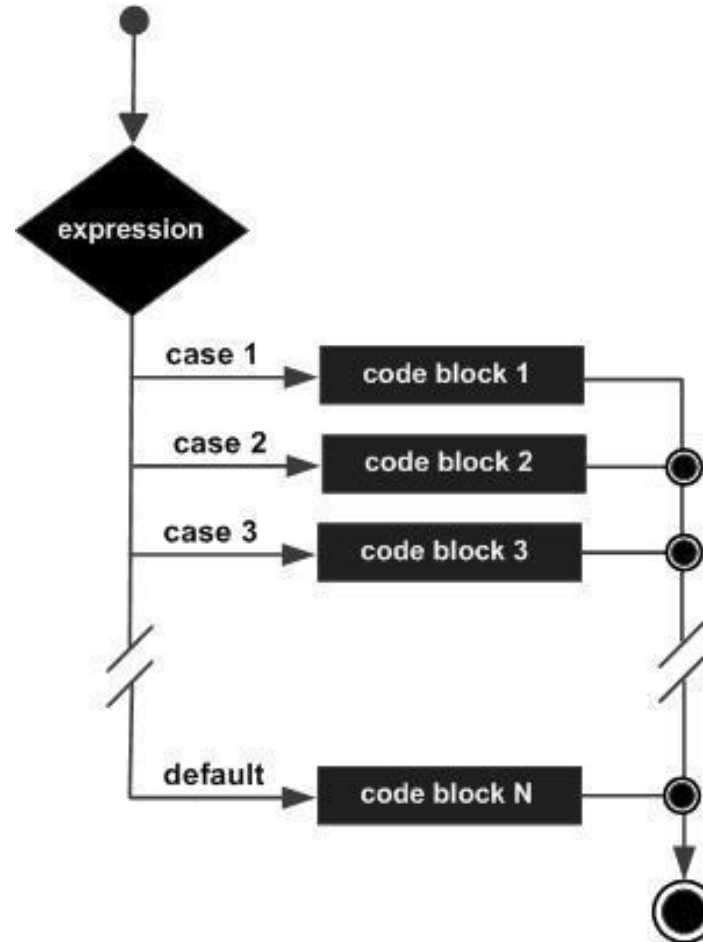 expression
case 1
code block 1
case 2
code block 2
case 3
code block 3
default
code block N